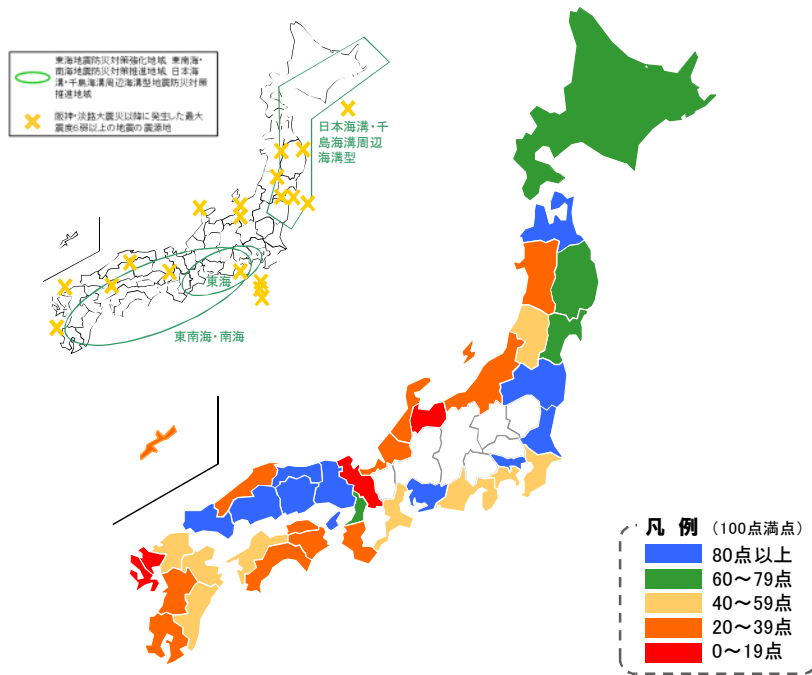 東海地震防災対策強化地域、東南海・
南海地震防災対策推進地域、日本海
溝・千島海溝周辺海溝型地震防災対策
推進地域
阪神・淡路大震災以降に発生した最大
震度6弱以上の地震の震源地
日本海溝・千
島海溝周辺
海溝型
東海
東南海・南海
凡 例 (100点満点)
80点以上
60～79点
40～59点
20～39点
0～19点